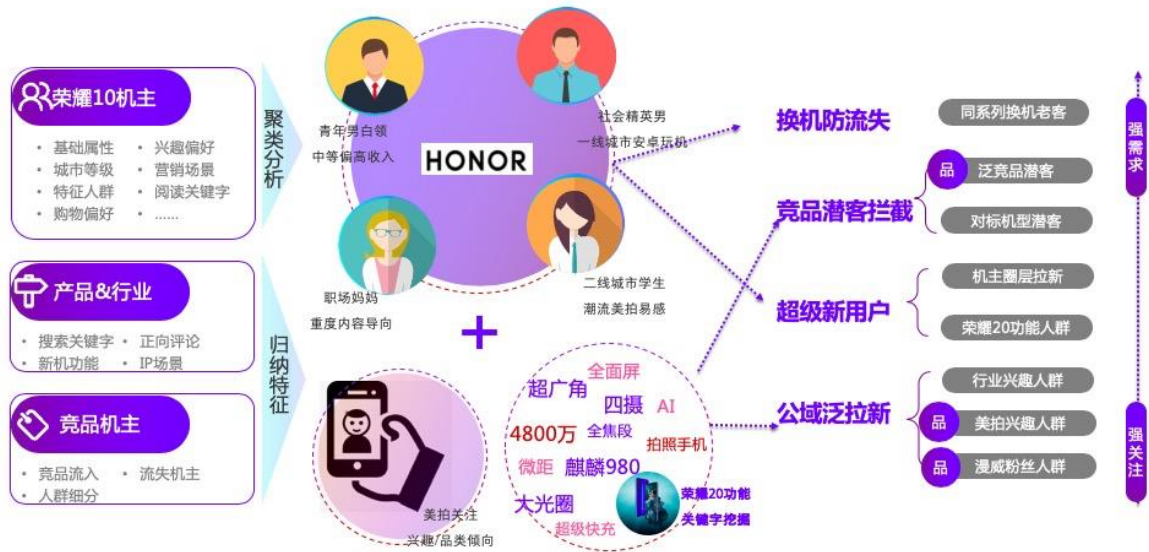 荣耀10机主
• 基础属性 • 兴趣偏好
• 城市等级 • 营销场景
• 特征人群 • 阅读关键字
• 购物偏好 • ......
产品&行业
• 搜索关键字 • 正向评论
• 新机功能 • IP场景
竞品机主
• 竞品流入 • 流失机主
• 人群细分
聚类分析
归纳特征
青年男白领
中等偏高收入
社会精英男
一线城市安卓玩机
HONOR
职场妈妈
重度内容导向
二线城市学生
潮流美拍易感
+
美拍关注
兴趣/品类倾向
全面屏
超广角
四摄 AI
4800万 全焦段 拍照手机
微距 麒麟980
大光圈
超级快充
荣耀20功能
关键字挖掘
换机防流失
同系列换机老客
竞品潜客拦截
品 泛竞品潜客
对标机型潜客
超级新用户
机主圈层拉新
荣耀20功能人群
公域泛拉新
行业兴趣人群
品 美拍兴趣人群
品 漫威粉丝人群
强需求
强关注